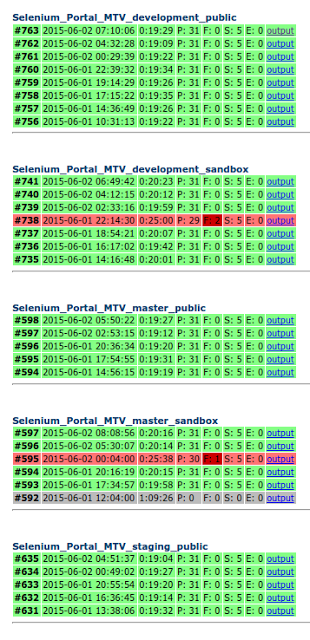 Selenium_Portal_MTV_development_public
#763 2015-06-02 07:10:06 0:19:29 P: 31 F: 0 S: 5 E: 0 output
#762 2015-06-02 04:32:28 0:19:09 P: 31 F: 0 S: 5 E: 0 output
#761 2015-06-02 00:29:39 0:19:22 P: 31 F: 0 S: 5 E: 0 output
#760 2015-06-01 22:39:32 0:19:34 P: 31 F: 0 S: 5 E: 0 output
#759 2015-06-01 19:14:29 0:19:26 P: 31 F: 0 S: 5 E: 0 output
#758 2015-06-01 17:15:22 0:19:35 P: 31 F: 0 S: 5 E: 0 output
#757 2015-06-01 14:36:49 0:19:26 P: 31 F: 0 S: 5 E: 0 output
#756 2015-06-01 10:31:13 0:19:22 P: 31 F: 0 S: 5 E: 0 output
Selenium_Portal_MTV_development_sandbox
#741 2015-06-02 06:49:42 0:20:23 P: 31 F: 0 S: 5 E: 0 output
#740 2015-06-02 04:12:15 0:20:12 P: 31 F: 0 S: 5 E: 0 output
#739 2015-06-02 02:33:16 0:19:59 P: 31 F: 0 S: 5 E: 0 output
#738 2015-06-01 22:14:30 0:25:00 P: 29 F: 2 S: 5 E: 0 output
#737 2015-06-01 18:54:21 0:20:07 P: 31 F: 0 S: 5 E: 0 output
#736 2015-06-01 16:17:02 0:19:42 P: 31 F: 0 S: 5 E: 0 output
#735 2015-06-01 14:16:48 0:20:01 P: 31 F: 0 S: 5 E: 0 output
Selenium_Portal_MTV_master_public
#598 2015-06-02 05:50:22 0:19:27 P: 31 F: 0 S: 5 E: 0 output
#597 2015-06-02 02:53:15 0:19:12 P: 31 F: 0 S: 5 E: 0 output
#596 2015-06-01 20:36:34 0:19:20 P: 31 F: 0 S: 5 E: 0 output
#595 2015-06-01 17:54:55 0:19:31 P: 31 F: 0 S: 5 E: 0 output
#594 2015-06-01 14:56:15 0:19:19 P: 31 F: 0 S: 5 E: 0 output
Selenium_Portal_MTV_master_sandbox
#597 2015-06-02 08:08:56 0:20:16 P: 31 F: 0 S: 5 E: 0 output
#596 2015-06-02 05:30:07 0:20:14 P: 31 F: 0 S: 5 E: 0 output
#595 2015-06-02 00:04:00 0:25:38 P: 30 F: 1 S: 5 E: 0 output
#594 2015-06-01 20:16:19 0:20:15 P: 31 F: 0 S: 5 E: 0 output
#593 2015-06-01 17:34:57 0:19:58 P: 31 F: 0 S: 5 E: 0 output
#592 2015-06-01 12:04:00 1:09:26 P: 0 F: 0 S: 0 E: 0 output
Selenium_Portal_MTV_staging_public
#635 2015-06-02 04:51:37 0:19:04 P: 31 F: 0 S: 5 E: 0 output
#634 2015-06-02 00:49:02 0:19:27 P: 31 F: 0 S: 5 E: 0 output
#633 2015-06-01 20:55:54 0:19:20 P: 31 F: 0 S: 5 E: 0 output
#632 2015-06-01 16:36:45 0:19:14 P: 31 F: 0 S: 5 E: 0 output
#631 2015-06-01 13:38:06 0:19:32 P: 31 F: 0 S: 5 E: 0 output